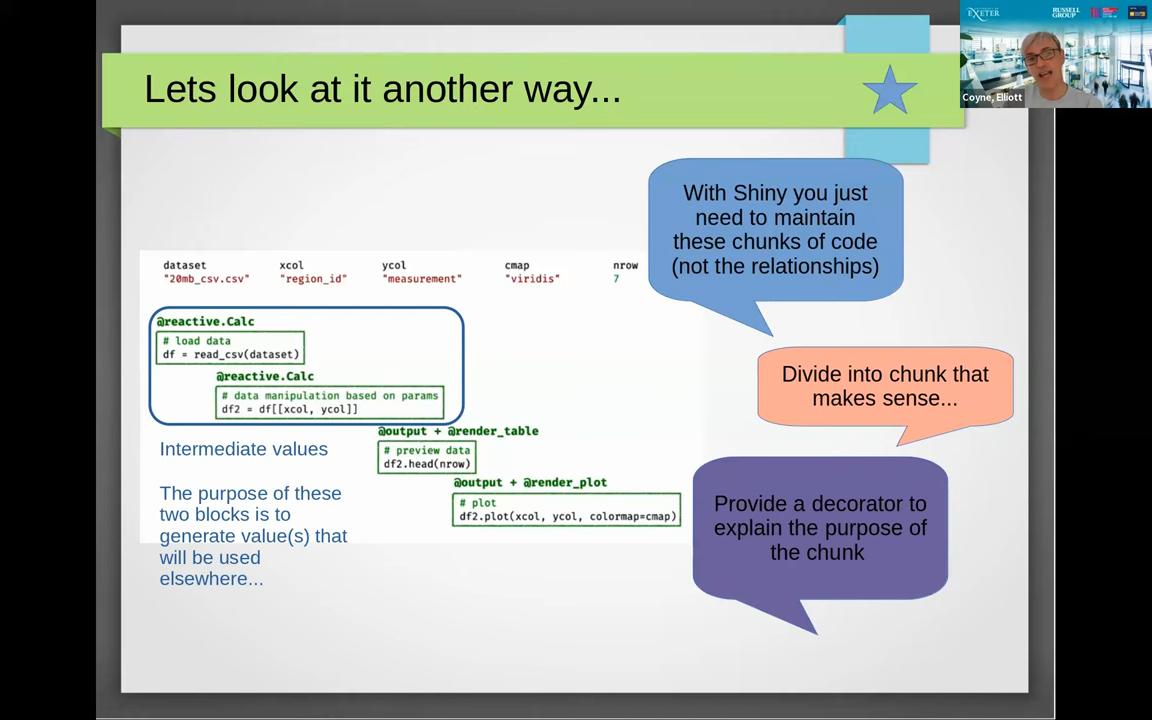 Lets look at it another way...
EXETER
RUSSELL
GROUP
Coyne, Elliott
With Shiny you just
need to maintain
these chunks of code
(not the relationships)
dataset xcol ycol cmap nrow
"20mb_csv.csv" "region_id" "measurement" "viridis" 7
@reactive.Calc
# load data
df = read_csv(dataset)
@reactive.Calc
# data manipulation based on params
df2 = df[[xcol, ycol]]
Divide into chunk that
makes sense...
@output + @render_table
# preview data
df2.head(nrow)
@output + @render_plot
# plot
df2.plot(xcol, ycol, colormap=cmap)
Intermediate values
The purpose of these
two blocks is to
generate value(s) that
will be used
elsewhere...
Provide a decorator to
explain the purpose of
the chunk